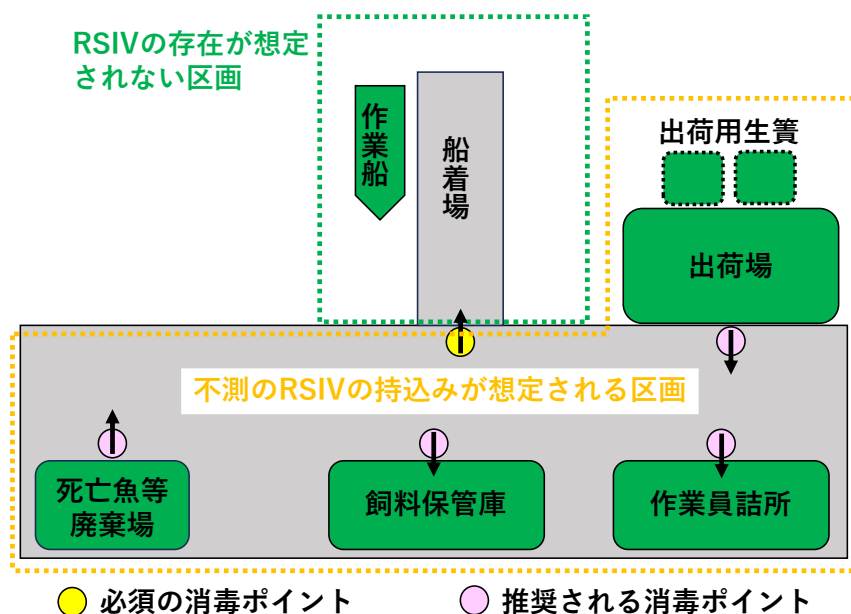 RSIVの存在が想定
されない区画
作業船
船着場
出荷用生簀
出荷場
不測のRSIVの持込みが想定される区画
死亡魚等
廃棄場
飼料保管庫
作業員詰所
必須の消毒ポイント
推奨される消毒ポイント